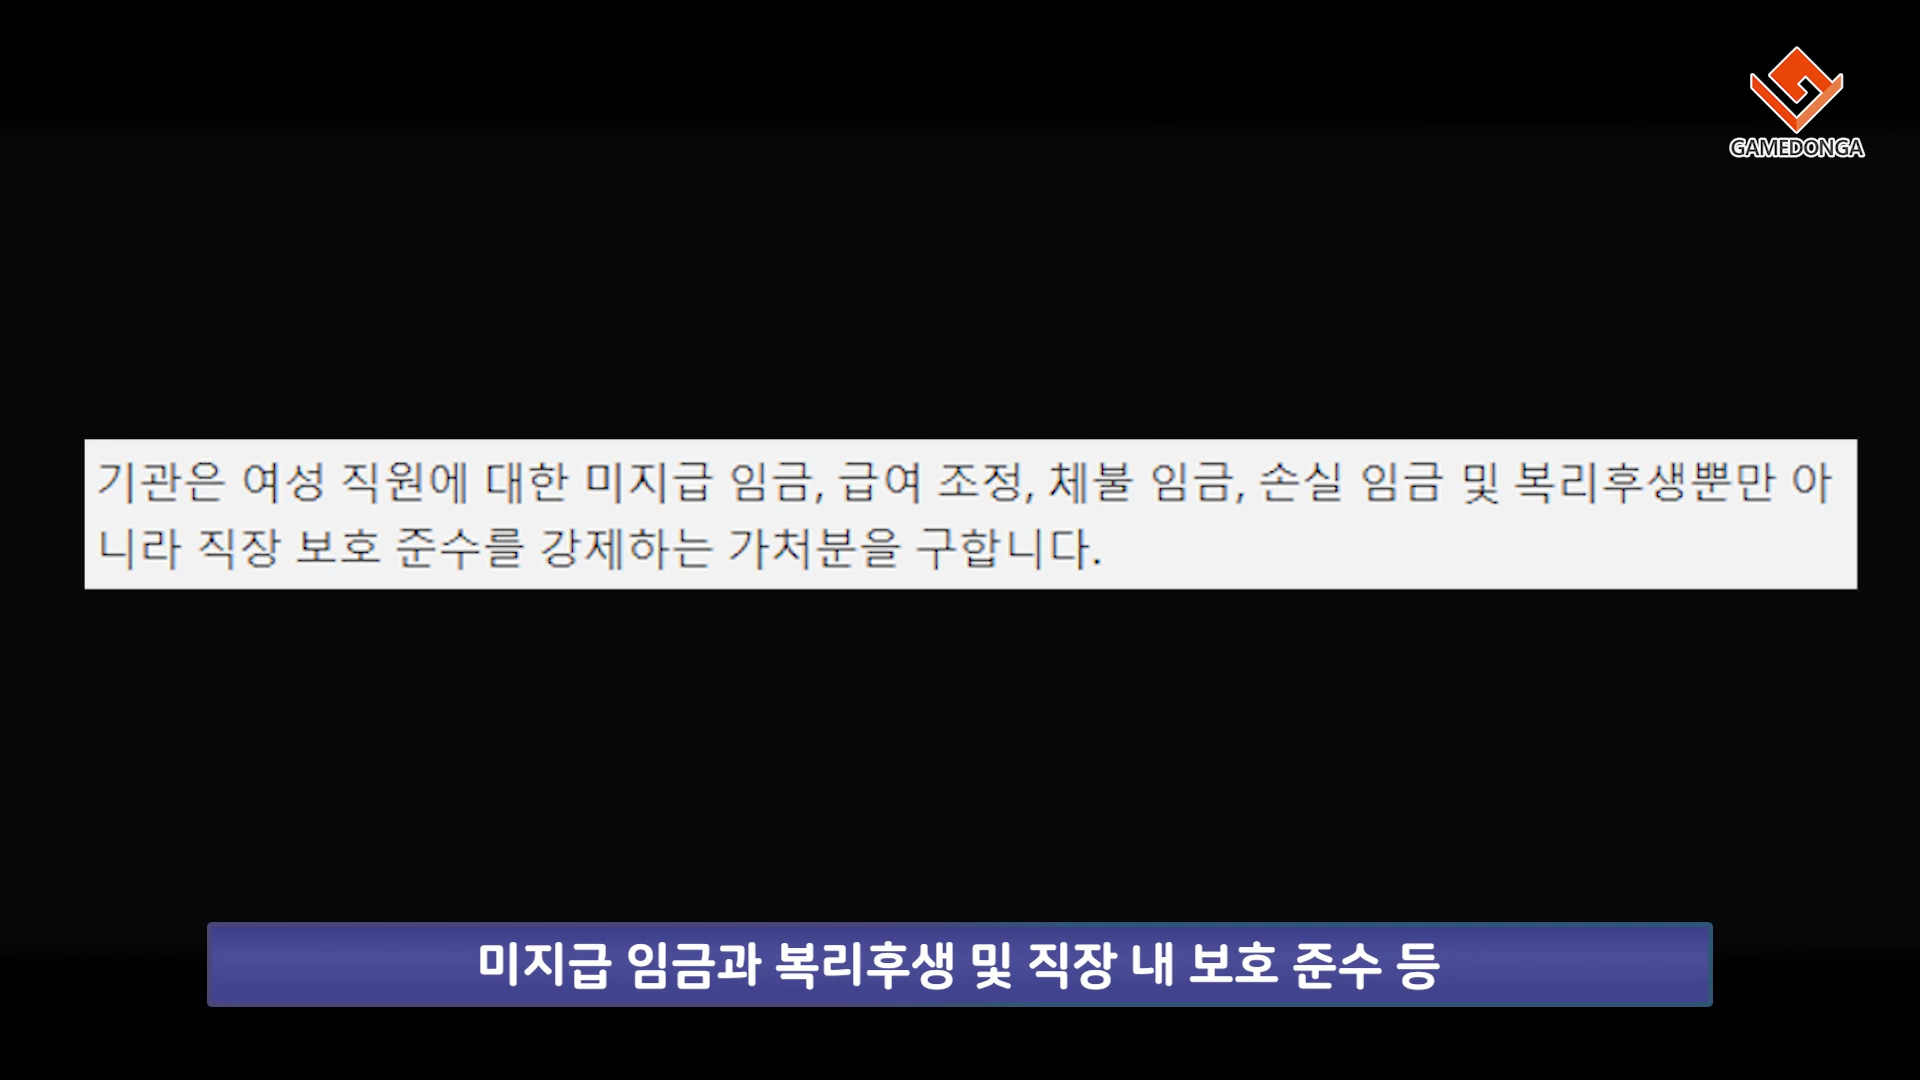 GAMEDONGA
기관은 여성 직원에 대한 미지급 임금, 급여 조정, 체불 임금, 손실 임금 및 복리후생뿐만 아
니라 직장 보호 준수를 강제하는 가처분을 구합니다.
미지급 임금과 복리후생 및 직장 내 보호 준수 등